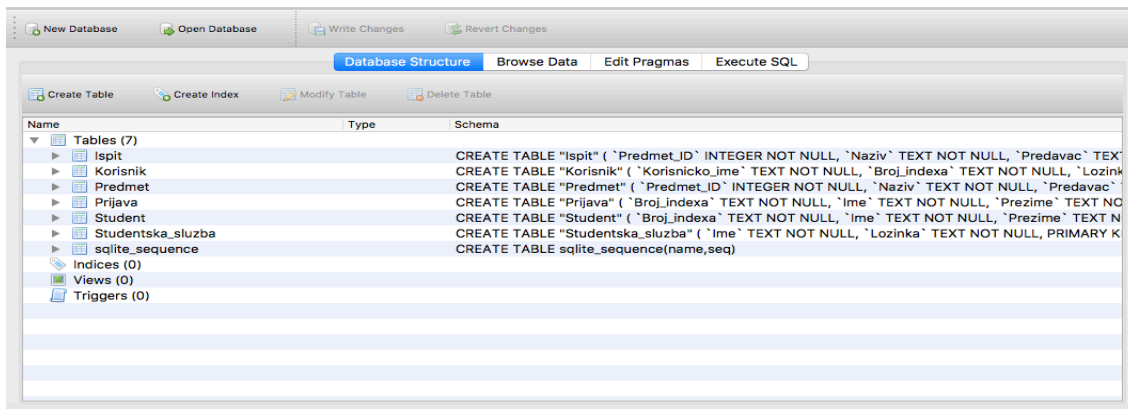 New Database Open Database Write Changes Revert Changes
Database Structure Browse Data Edit Pragmas Execute SQL
Create Table Create Index Modify Table Delete Table
Name Type Schema
Tables (7)
Ispit CREATE TABLE "Ispit" ( `Predmet_ID` INTEGER NOT NULL, `Naziv` TEXT NOT NULL, `Predavac` TEXT
Korisnik CREATE TABLE "Korisnik" ( `Korisnicko_ime` TEXT NOT NULL, `Broj_indexa` TEXT NOT NULL, `Lozink
Predmet CREATE TABLE "Predmet" ( `Predmet_ID` INTEGER NOT NULL, `Naziv` TEXT NOT NULL, `Predavac`
Prijava CREATE TABLE "Prijava" ( `Broj_indexa` TEXT NOT NULL, `Ime` TEXT NOT NULL, `Prezime` TEXT NO
Student CREATE TABLE "Student" ( `Broj_indexa` TEXT NOT NULL, `Ime` TEXT NOT NULL, `Prezime` TEXT N
Studentska_sluzba CREATE TABLE "Studentska_sluzba" ( `Ime` TEXT NOT NULL, `Lozinka` TEXT NOT NULL, PRIMARY K
sqlite_sequence CREATE TABLE sqlite_sequence(name,seq)
Indices (0)
Views (0)
Triggers (0)